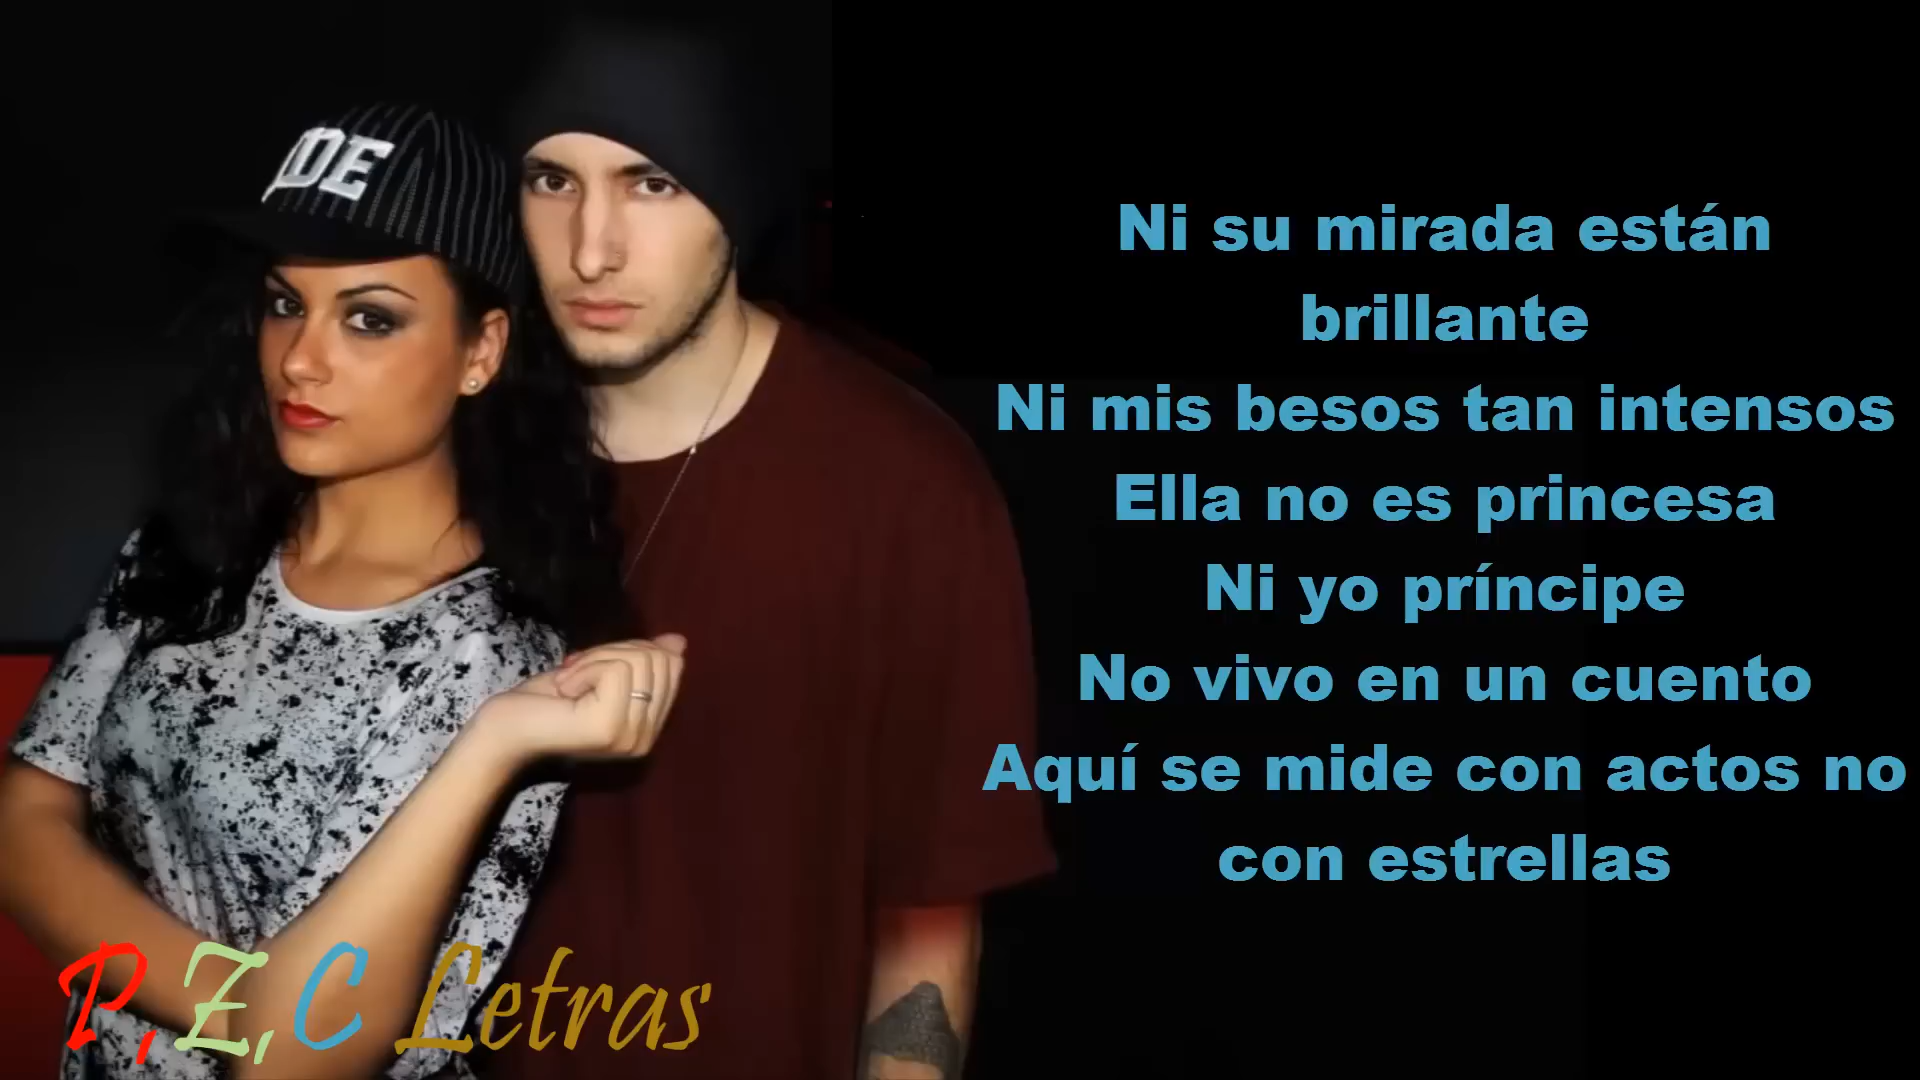 DE
Ni su mirada están
brillante
Ni mis besos tan intensos
Ella no es princesa
Ni yo príncipe
No vivo en un cuento
Aquí se mide con actos no
con estrellas
P,Z,C Letras